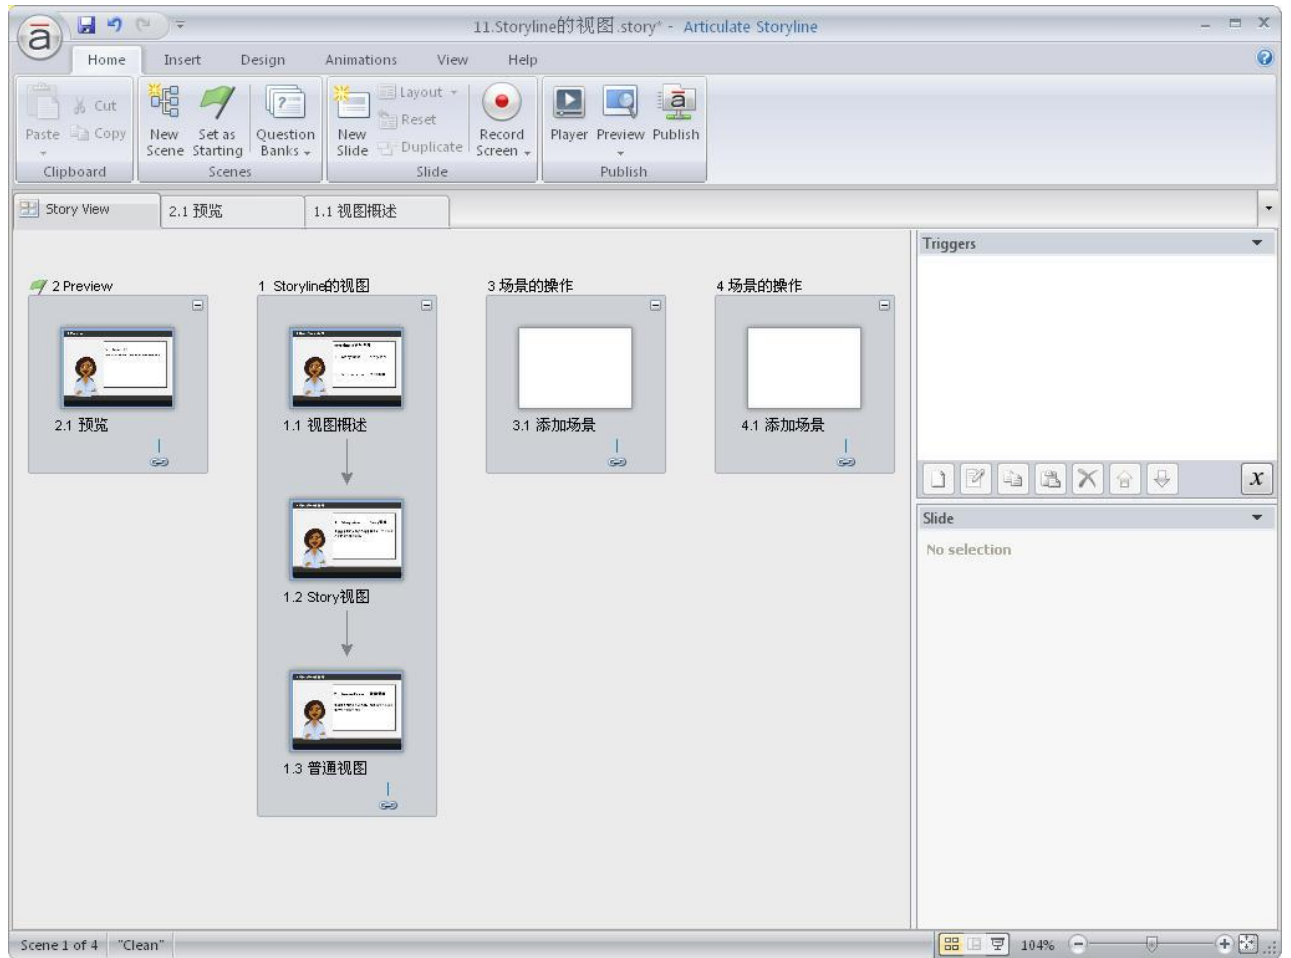 11.Storyline的视图.story* - Articulate Storyline
Home Insert Design Animations View Help
Paste Cut Copy
Clipboard
New Scene Set as Starting Question Banks
Scenes
New Slide Layout Reset Duplicate Record Screen
Slide
Player Preview Publish
Publish
Story View 2.1 预览 1.1 视图概述
Triggers
2 Preview 1 Storyline的视图 3 场景的操作 4 场景的操作
2.1 预览 1.1 视图概述 3.1 添加场景 4.1 添加场景
x
Slide
No selection
1.2 Story视图
1.3 普通视图
Scene 1 of 4 "Clean" 104%